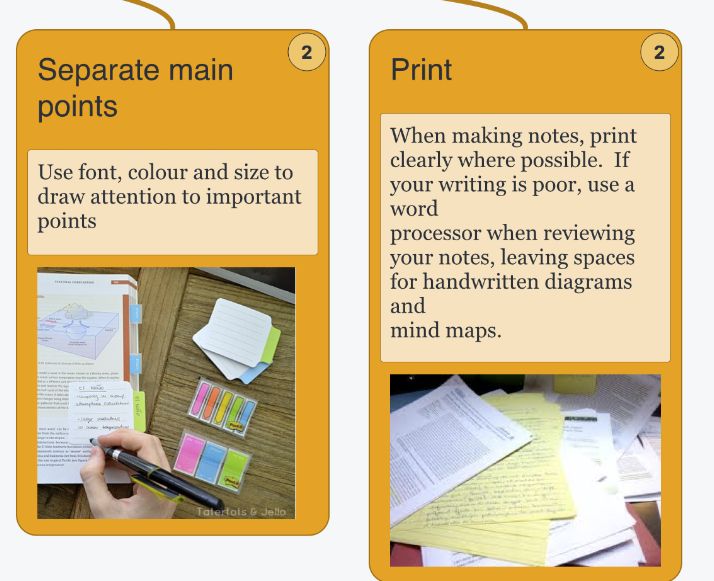 2
Separate main
points
Use font, colour and size to
draw attention to important
points
Tatertots & Jello
2
Print
When making notes, print
clearly where possible.  If
your writing is poor, use a
word
processor when reviewing
your notes, leaving spaces
for handwritten diagrams
and
mind maps.